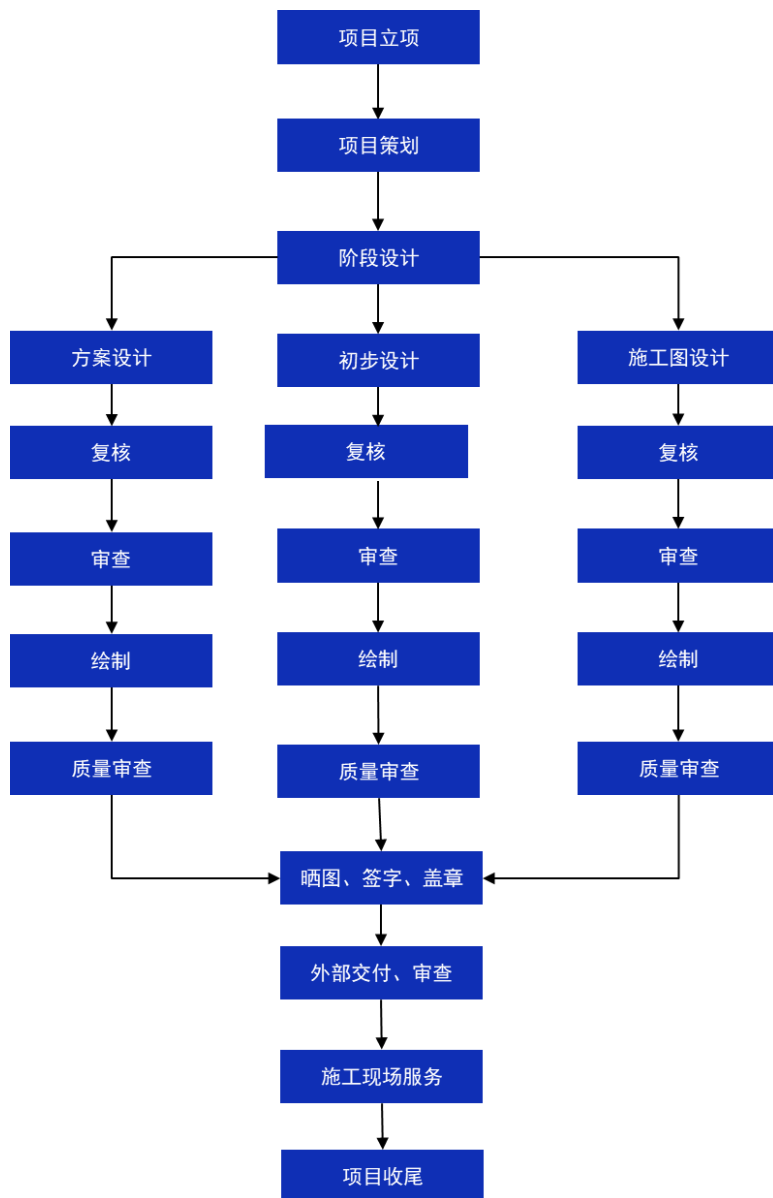 项目立项
项目策划
阶段设计
方案设计
初步设计
施工图设计
复核
复核
复核
审查
审查
审查
绘制
绘制
绘制
质量审查
质量审查
质量审查
晒图、签字、盖章
外部交付、审查
施工现场服务
项目收尾